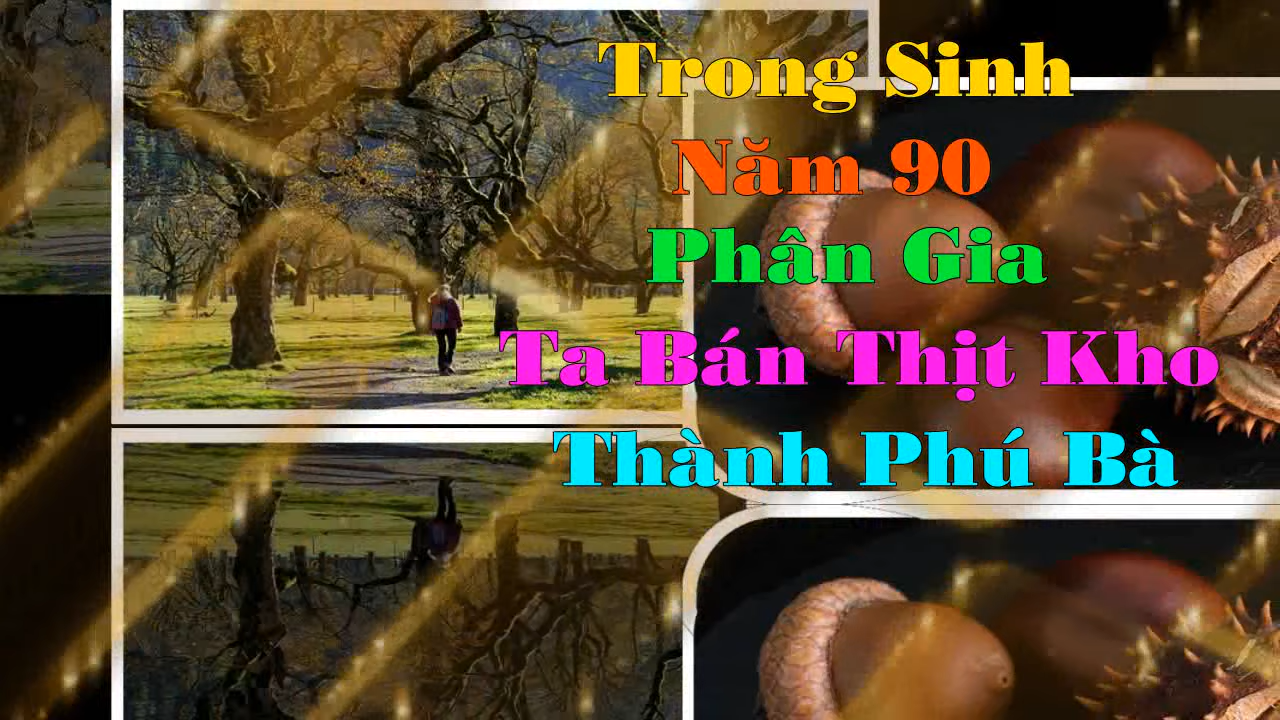 Trong Sinh
Năm 90
Phân Gia
Ta Bán Thịt Kho
Thành Phú Bà